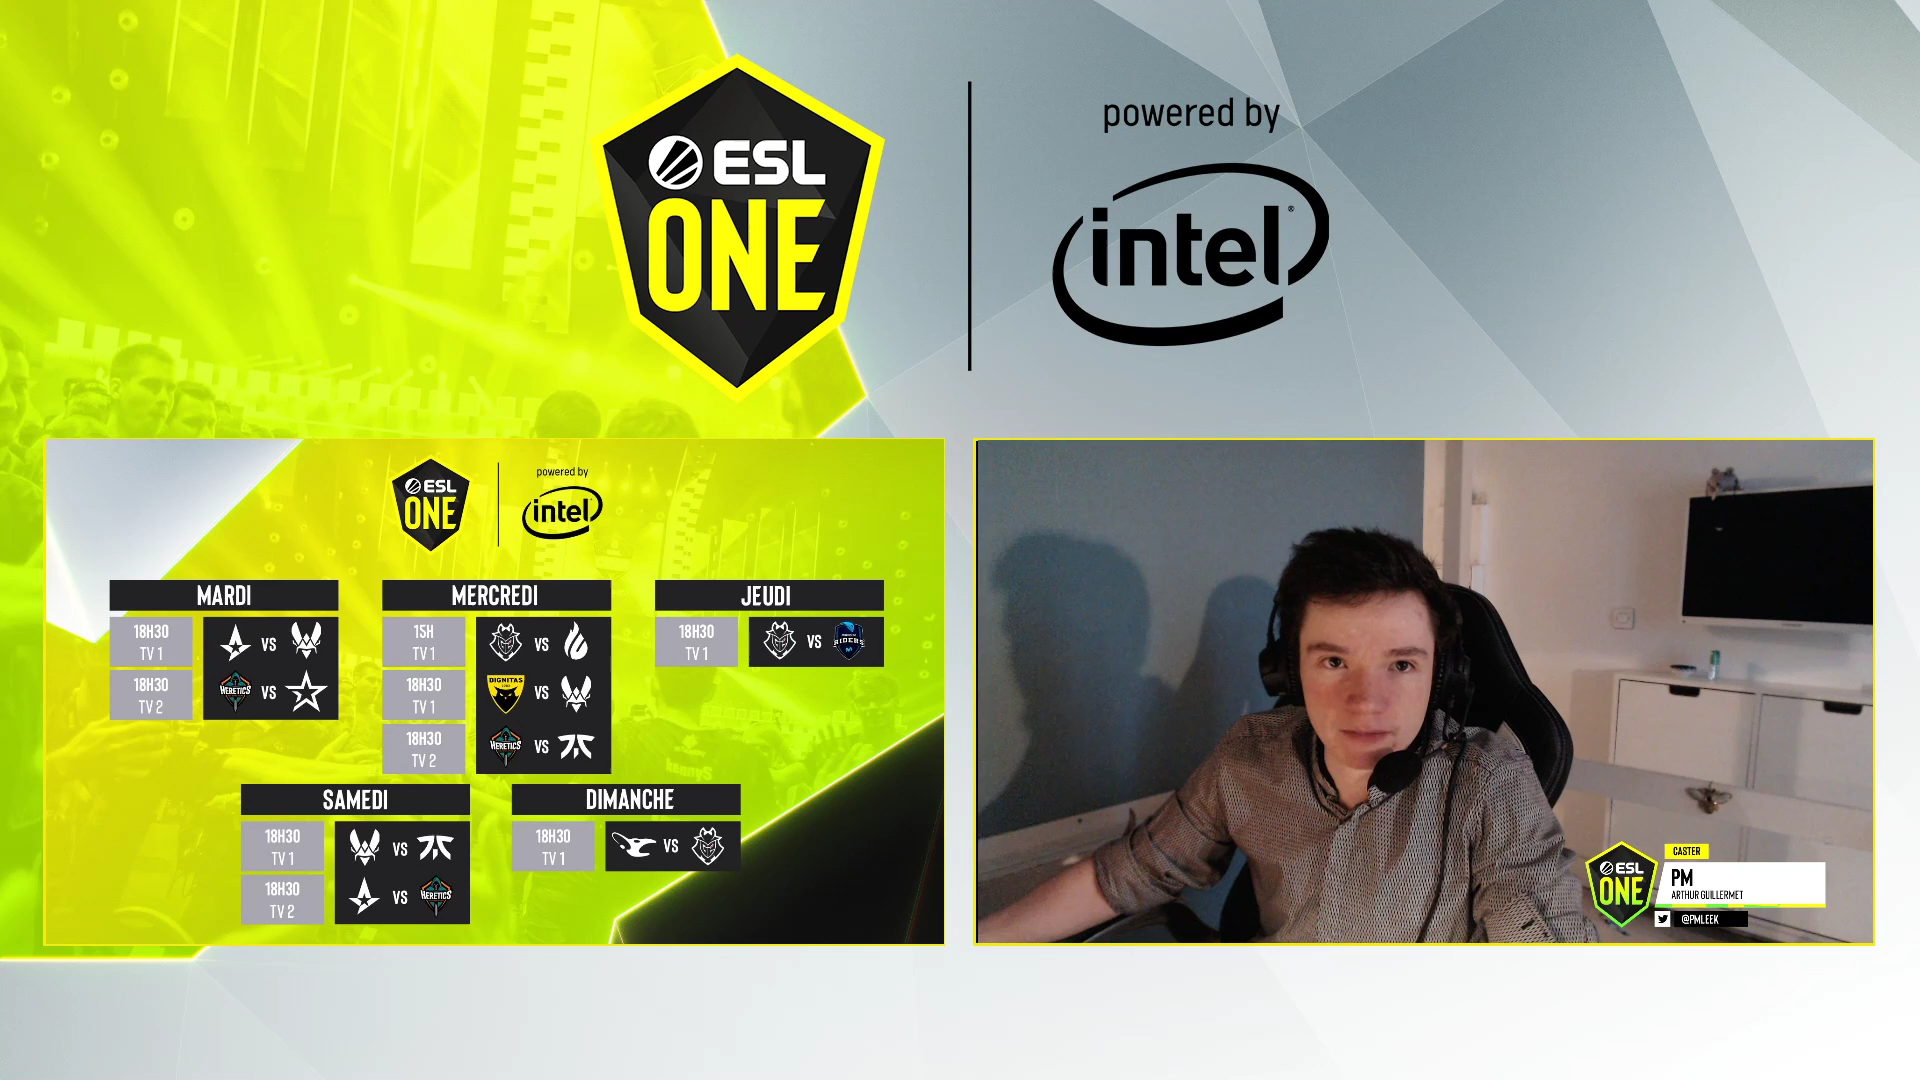 ESL
ONE
powered by
intel
ESL
ONE
powered by
intel
MARDI
18H30
TV 1
VS
18H30
TV 2
HERETICS
VS
MERCREDI
15H
TV 1
VS
18H30
TV 1
DIGNITAS
VS
18H30
TV 2
HERETICS
VS
JEUDI
18H30
TV 1
VS
RIDERS
SAMEDI
18H30
TV 1
VS
18H30
TV 2
VS
HERETICS
DIMANCHE
18H30
TV 1
VS
kennyS
CASTER
ESL
ONE
PM
ARTHUR GUILLERMET
@PMLEEK